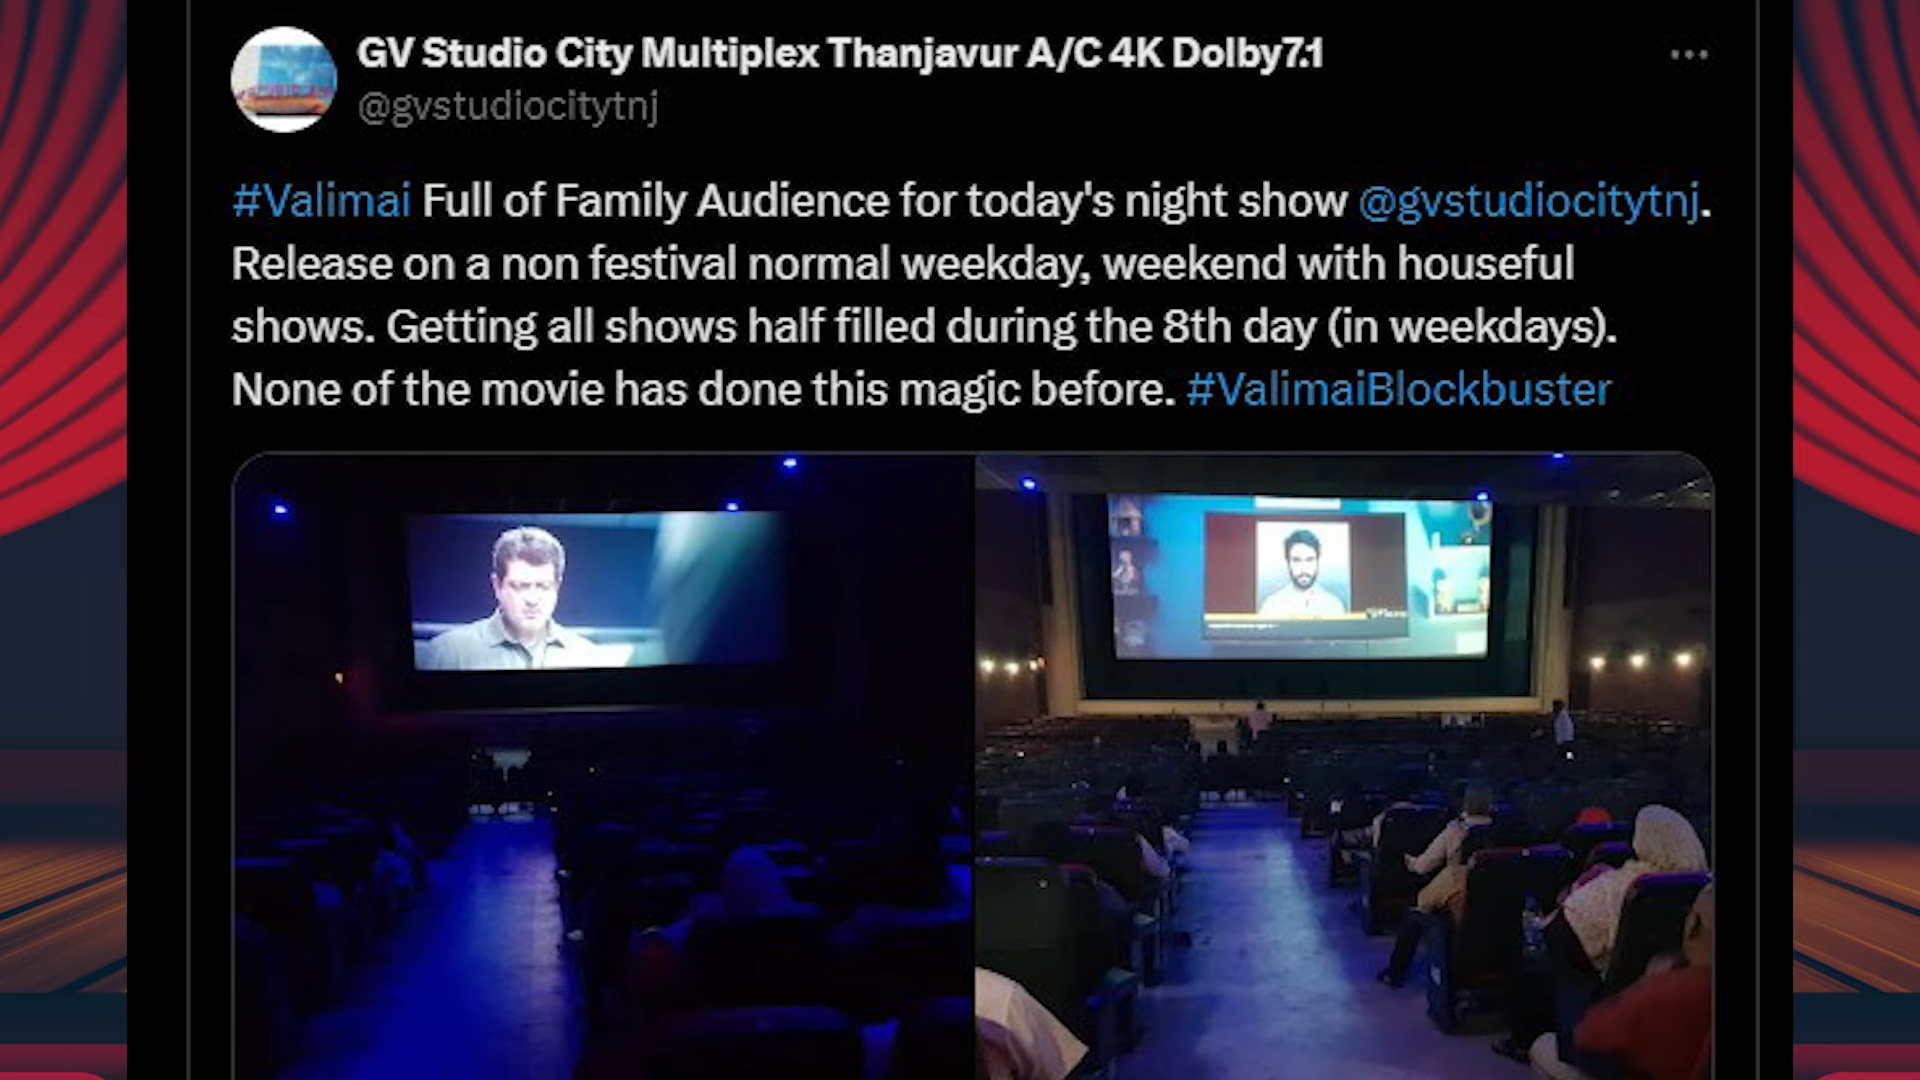 GV Studio City Multiplex Thanjavur A/C 4K Dolby7.1
@gvstudiocitytnj
#Valimai Full of Family Audience for today's night show @gvstudiocitytnj.
Release on a non festival normal weekday, weekend with houseful
shows. Getting all shows half filled during the 8th day (in weekdays).
None of the movie has done this magic before. #ValimaiBlockbuster